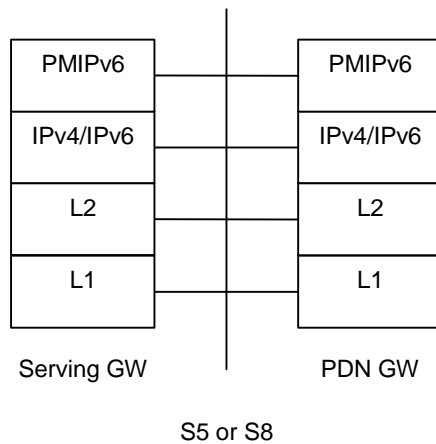 PMIPv6 PMIPv6
IPv4/IPv6 IPv4/IPv6
L2 L2
L1 L1
Serving GW PDN GW
S5 or S8